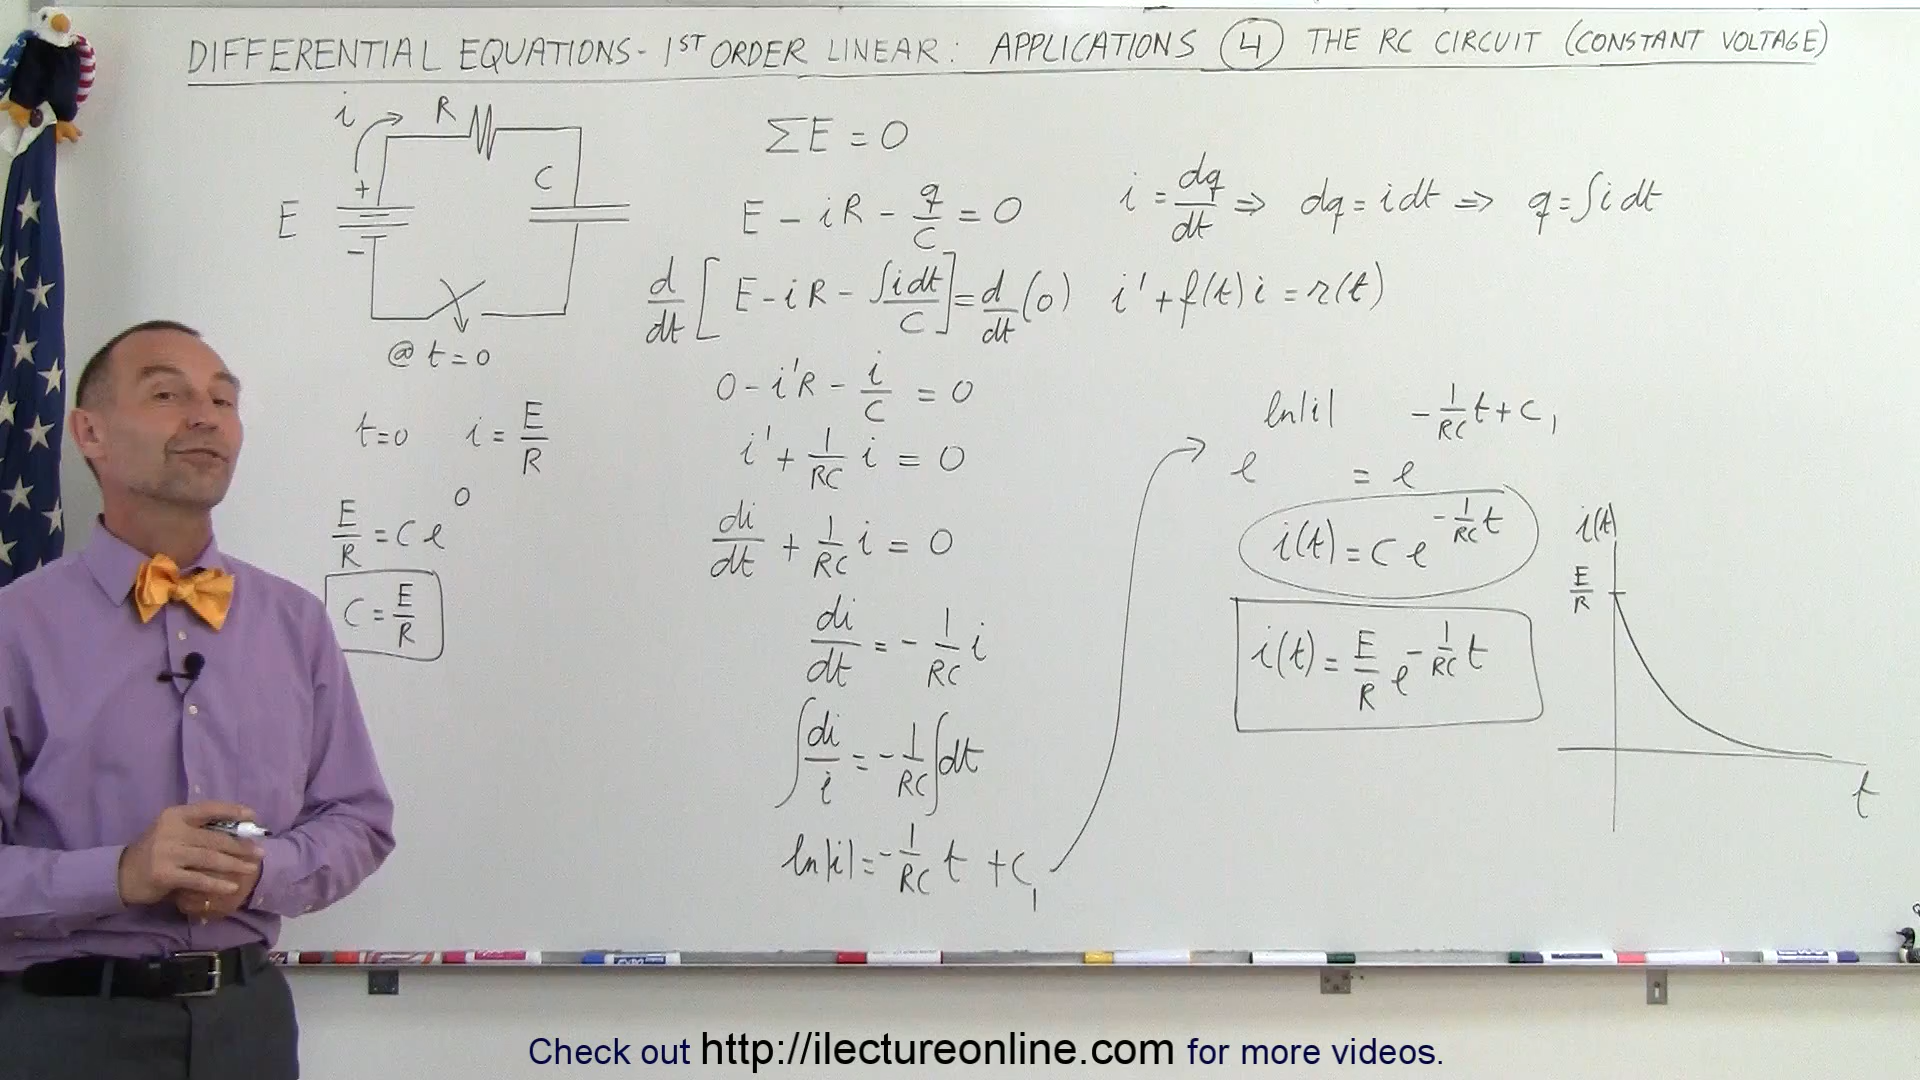 DIFFERENTIAL EQUATIONS - 1ST ORDER LINEAR: APPLICATIONS 4 THE RC CIRCUIT (CONSTANT VOLTAGE)
i R
+ C
E
−
@ t=0
t=0 i = E/R
E/R = C e^0
C = E/R
ΣE = 0
E − iR − q/C = 0
i = dq/dt ⇒ dq = i dt ⇒ q = ∫i dt
d/dt [E − iR − ∫i dt/C] = d/dt (0) i' + f(t) i = r(t)
0 − i'R − i/C = 0
i' + 1/RC i = 0
di/dt + 1/RC i = 0
di/dt = −1/RC i
∫di/i = −1/RC ∫dt
ln|i| = −1/RC t + C₁
e^ln|i| = e^(−1/RC t + C₁)
i(t) = C e^(−1/RC t)
i(t) = E/R e^(−1/RC t)
i(t)
E/R
t
Check out http://ilectureonline.com for more videos.